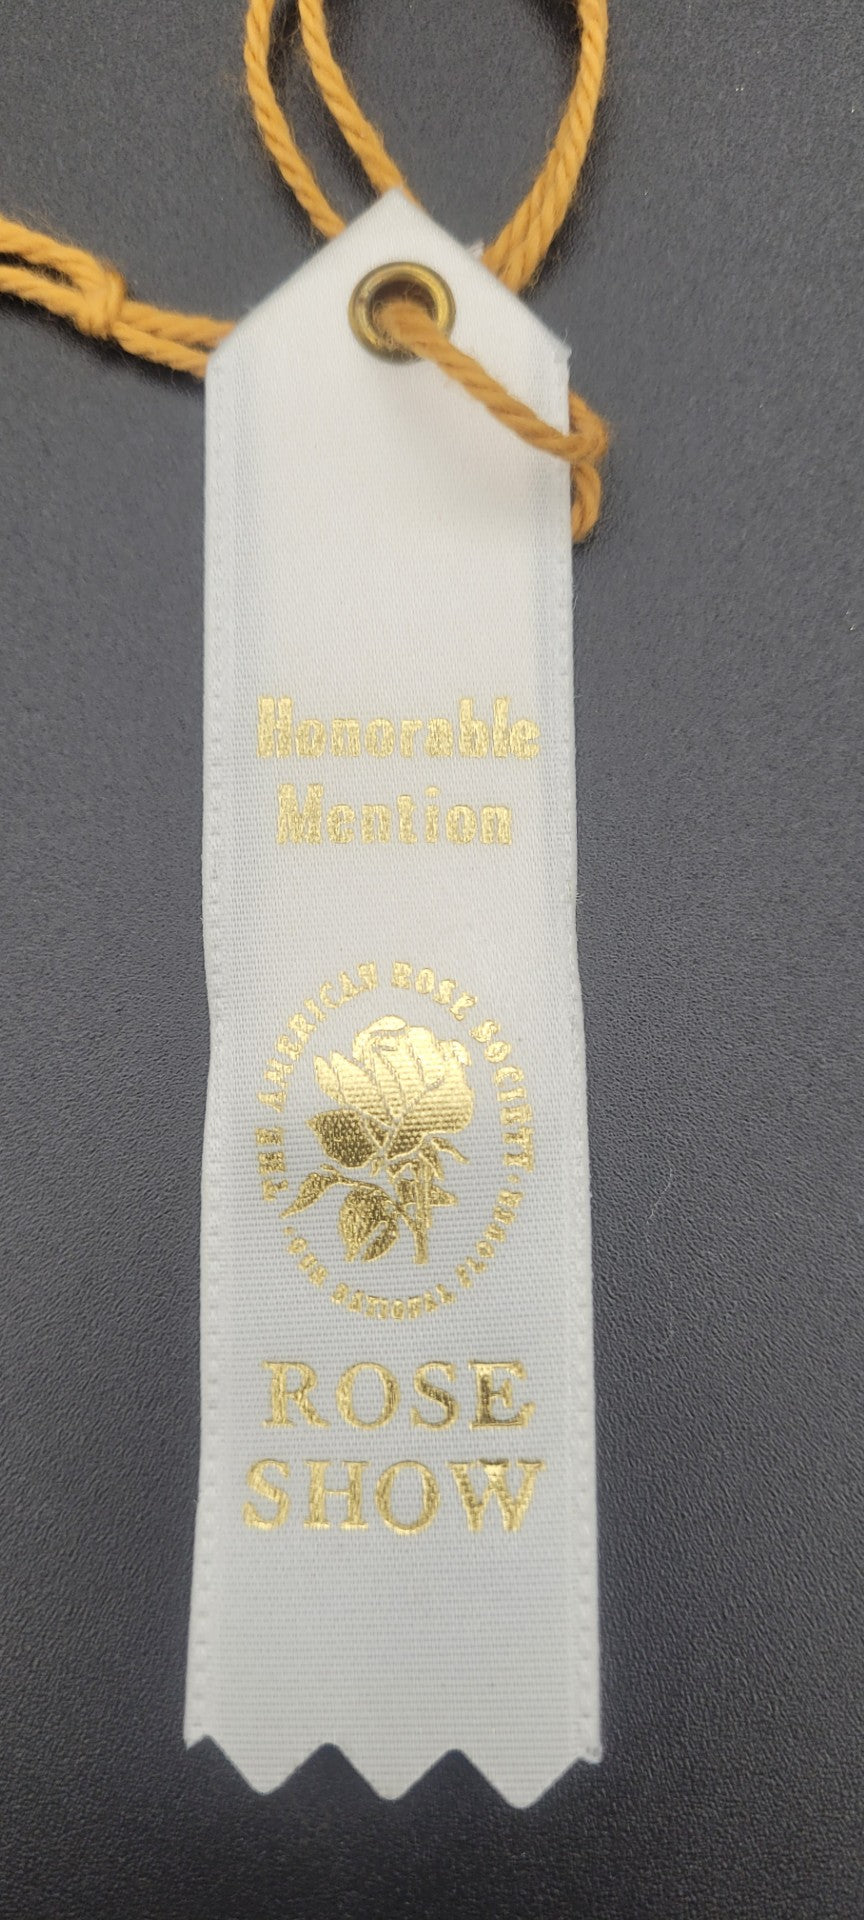 Honorable
Mention
THE AMERICAN ROSE SOCIETY
· OUR NATIONAL FLOWER ·
ROSE
SHOW